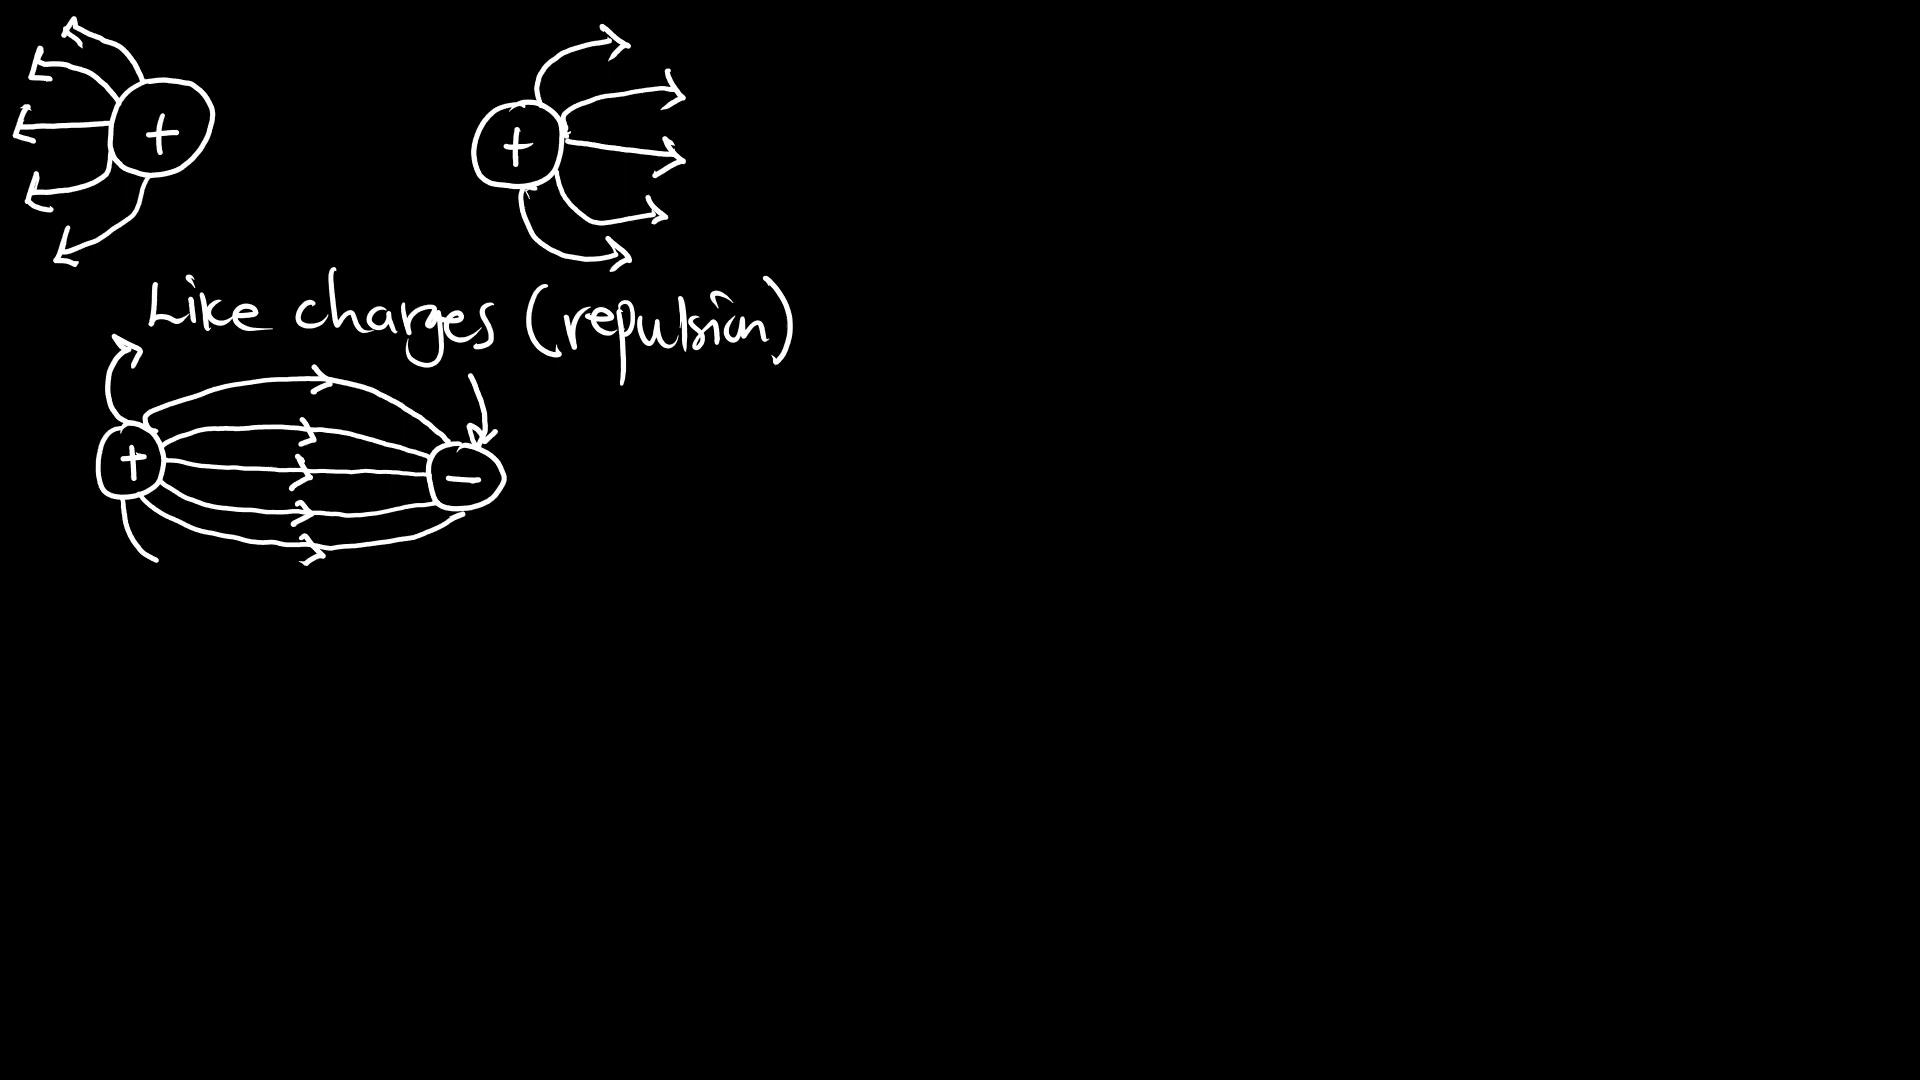 + +
Like charges (repulsion)
+ −